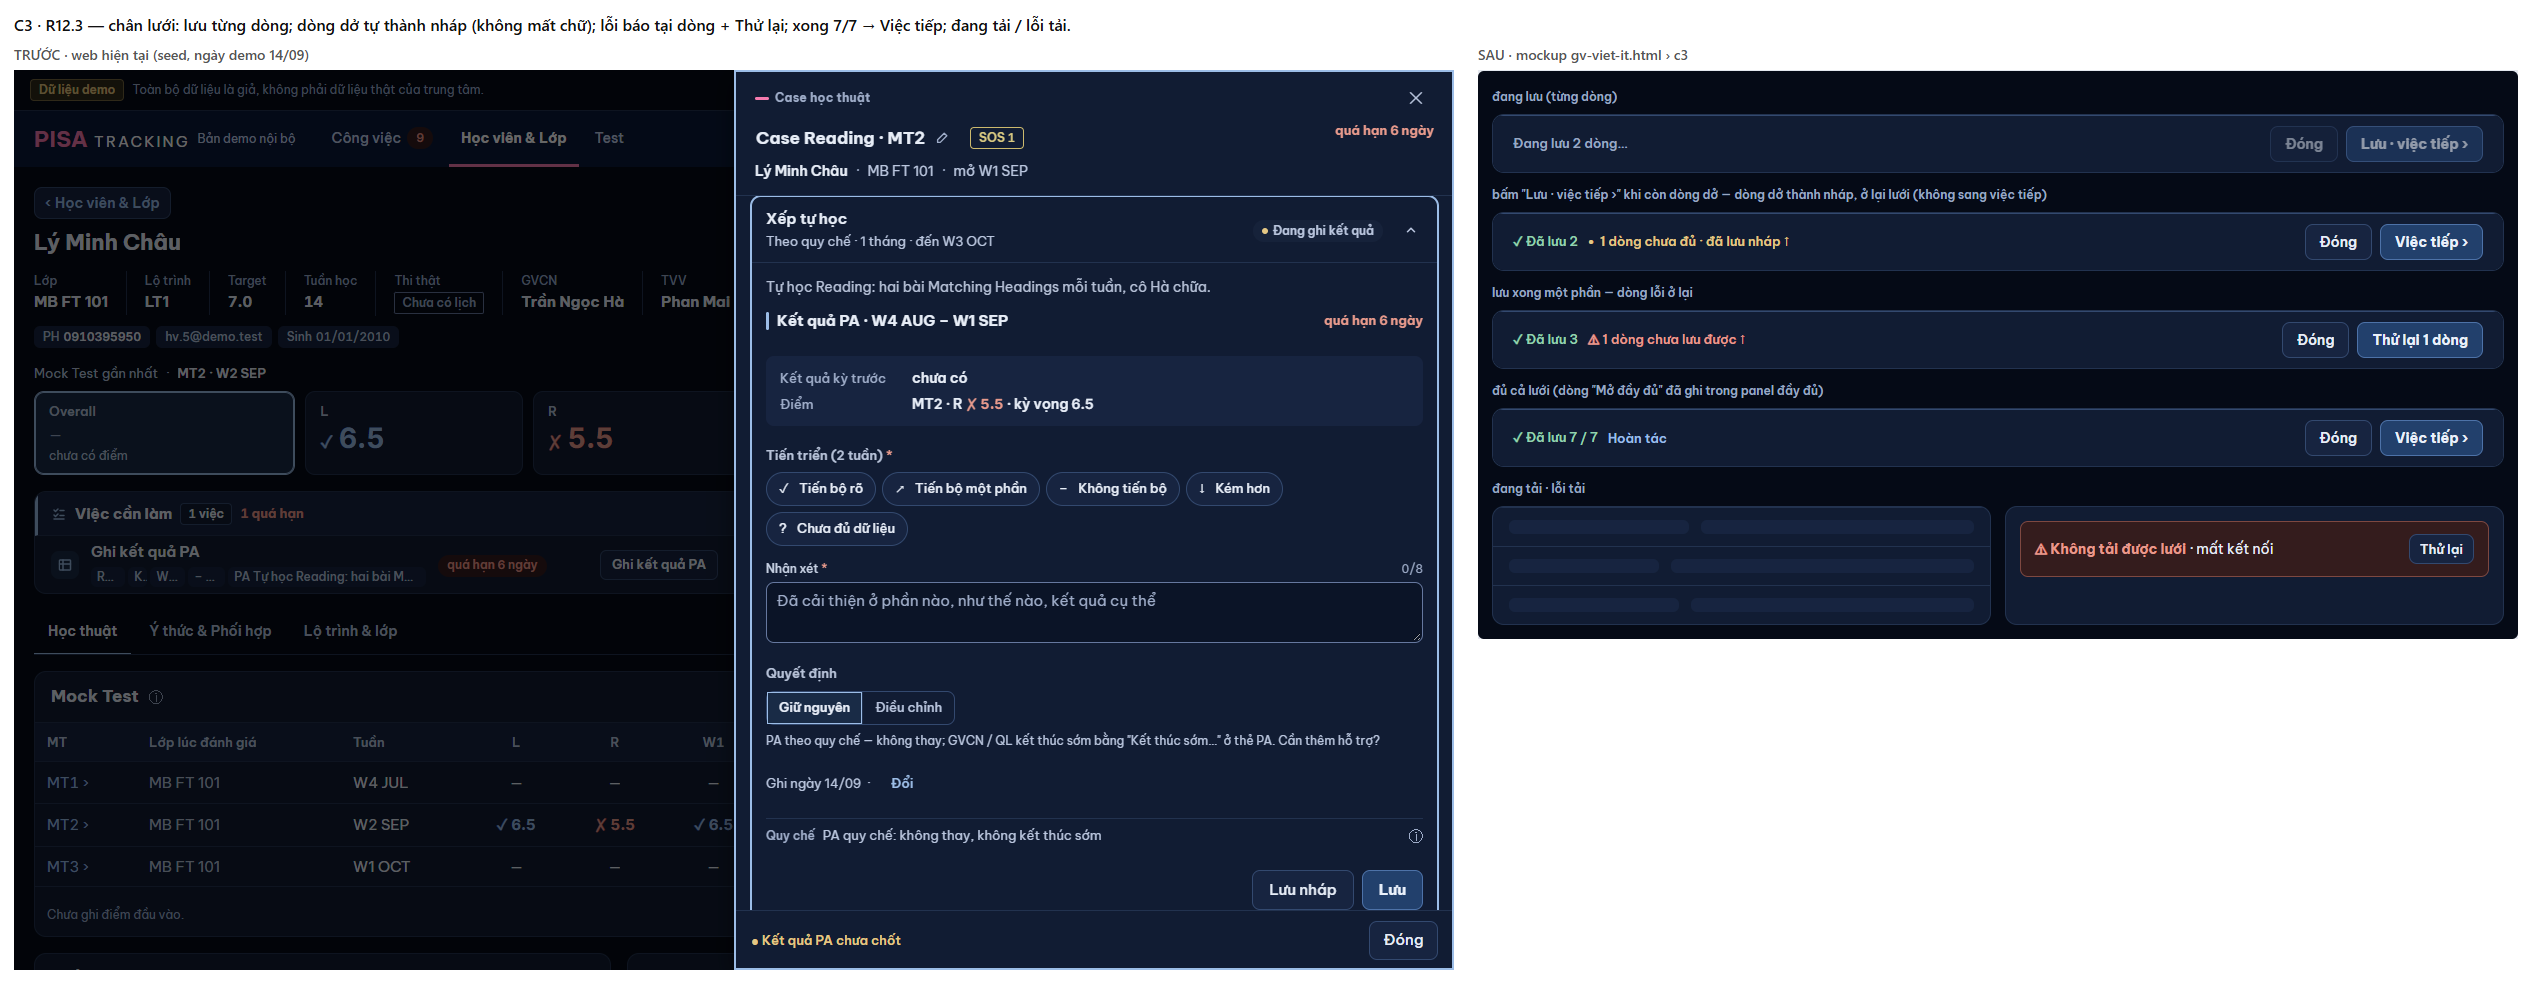 C3 · R12.3 — chân lưới: lưu từng dòng; dòng dở tự thành nháp (không mất chữ); lỗi báo tại dòng + Thử lại; xong 7/7 → Việc tiếp; đang tải / lỗi tải.
TRƯỚC · web hiện tại (seed, ngày demo 14/09)
Dữ liệu demo Toàn bộ dữ liệu là giả, không phải dữ liệu thật của trung tâm.
PISA TRACKING Bản demo nội bộ Công việc 9 Học viên & Lớp Test
‹ Học viên & Lớp
Lý Minh Châu
Lớp Lộ trình Target Tuần học Thi thật GVCN TVV
MB FT 101 LT1 7.0 14 Chưa có lịch Trần Ngọc Hà Phan Mai
PH 0910395950 hv.5@demo.test Sinh 01/01/2010
Mock Test gần nhất · MT2 · W2 SEP
Overall L R
— ✓ 6.5 ✗ 5.5
chưa có điểm
Việc cần làm 1 việc 1 quá hạn
Ghi kết quả PA
R... K. W... – ... PA Tự học Reading: hai bài M... quá hạn 6 ngày Ghi kết quả PA
Học thuật Ý thức & Phối hợp Lộ trình & lớp
Mock Test ⓘ
MT Lớp lúc đánh giá Tuần L R W1
MT1 › MB FT 101 W4 JUL — — —
MT2 › MB FT 101 W2 SEP ✓ 6.5 ✗ 5.5 ✓ 6.5
MT3 › MB FT 101 W1 OCT — — —
Chưa ghi điểm đầu vào.
Case học thuật
Case Reading · MT2 SOS 1 quá hạn 6 ngày
Lý Minh Châu · MB FT 101 · mở W1 SEP
Xếp tự học
Theo quy chế · 1 tháng · đến W3 OCT
• Đang ghi kết quả
Tự học Reading: hai bài Matching Headings mỗi tuần, cô Hà chữa.
Kết quả PA · W4 AUG – W1 SEP quá hạn 6 ngày
Kết quả kỳ trước chưa có
Điểm MT2 · R ✗ 5.5 · kỳ vọng 6.5
Tiến triển (2 tuần) *
✓ Tiến bộ rõ ↗ Tiến bộ một phần – Không tiến bộ ↓ Kém hơn
? Chưa đủ dữ liệu
Nhận xét * 0/8
Đã cải thiện ở phần nào, như thế nào, kết quả cụ thể
Quyết định
Giữ nguyên Điều chỉnh
PA theo quy chế — không thay; GVCN / QL kết thúc sớm bằng "Kết thúc sớm..." ở thẻ PA. Cần thêm hỗ trợ?
Ghi ngày 14/09 · Đổi
Quy chế PA quy chế: không thay, không kết thúc sớm ⓘ
Lưu nháp Lưu
• Kết quả PA chưa chốt Đóng
SAU · mockup gv-viet-it.html › c3
đang lưu (từng dòng)
Đang lưu 2 dòng... Đóng Lưu · việc tiếp ›
bấm "Lưu · việc tiếp ›" khi còn dòng dở — dòng dở thành nháp, ở lại lưới (không sang việc tiếp)
✓ Đã lưu 2 • 1 dòng chưa đủ · đã lưu nháp ↑ Đóng Việc tiếp ›
lưu xong một phần — dòng lỗi ở lại
✓ Đã lưu 3 ⚠ 1 dòng chưa lưu được ↑ Đóng Thử lại 1 dòng
đủ cả lưới (dòng "Mở đầy đủ" đã ghi trong panel đầy đủ)
✓ Đã lưu 7 / 7 Hoàn tác Đóng Việc tiếp ›
đang tải · lỗi tải
⚠ Không tải được lưới · mất kết nối Thử lại